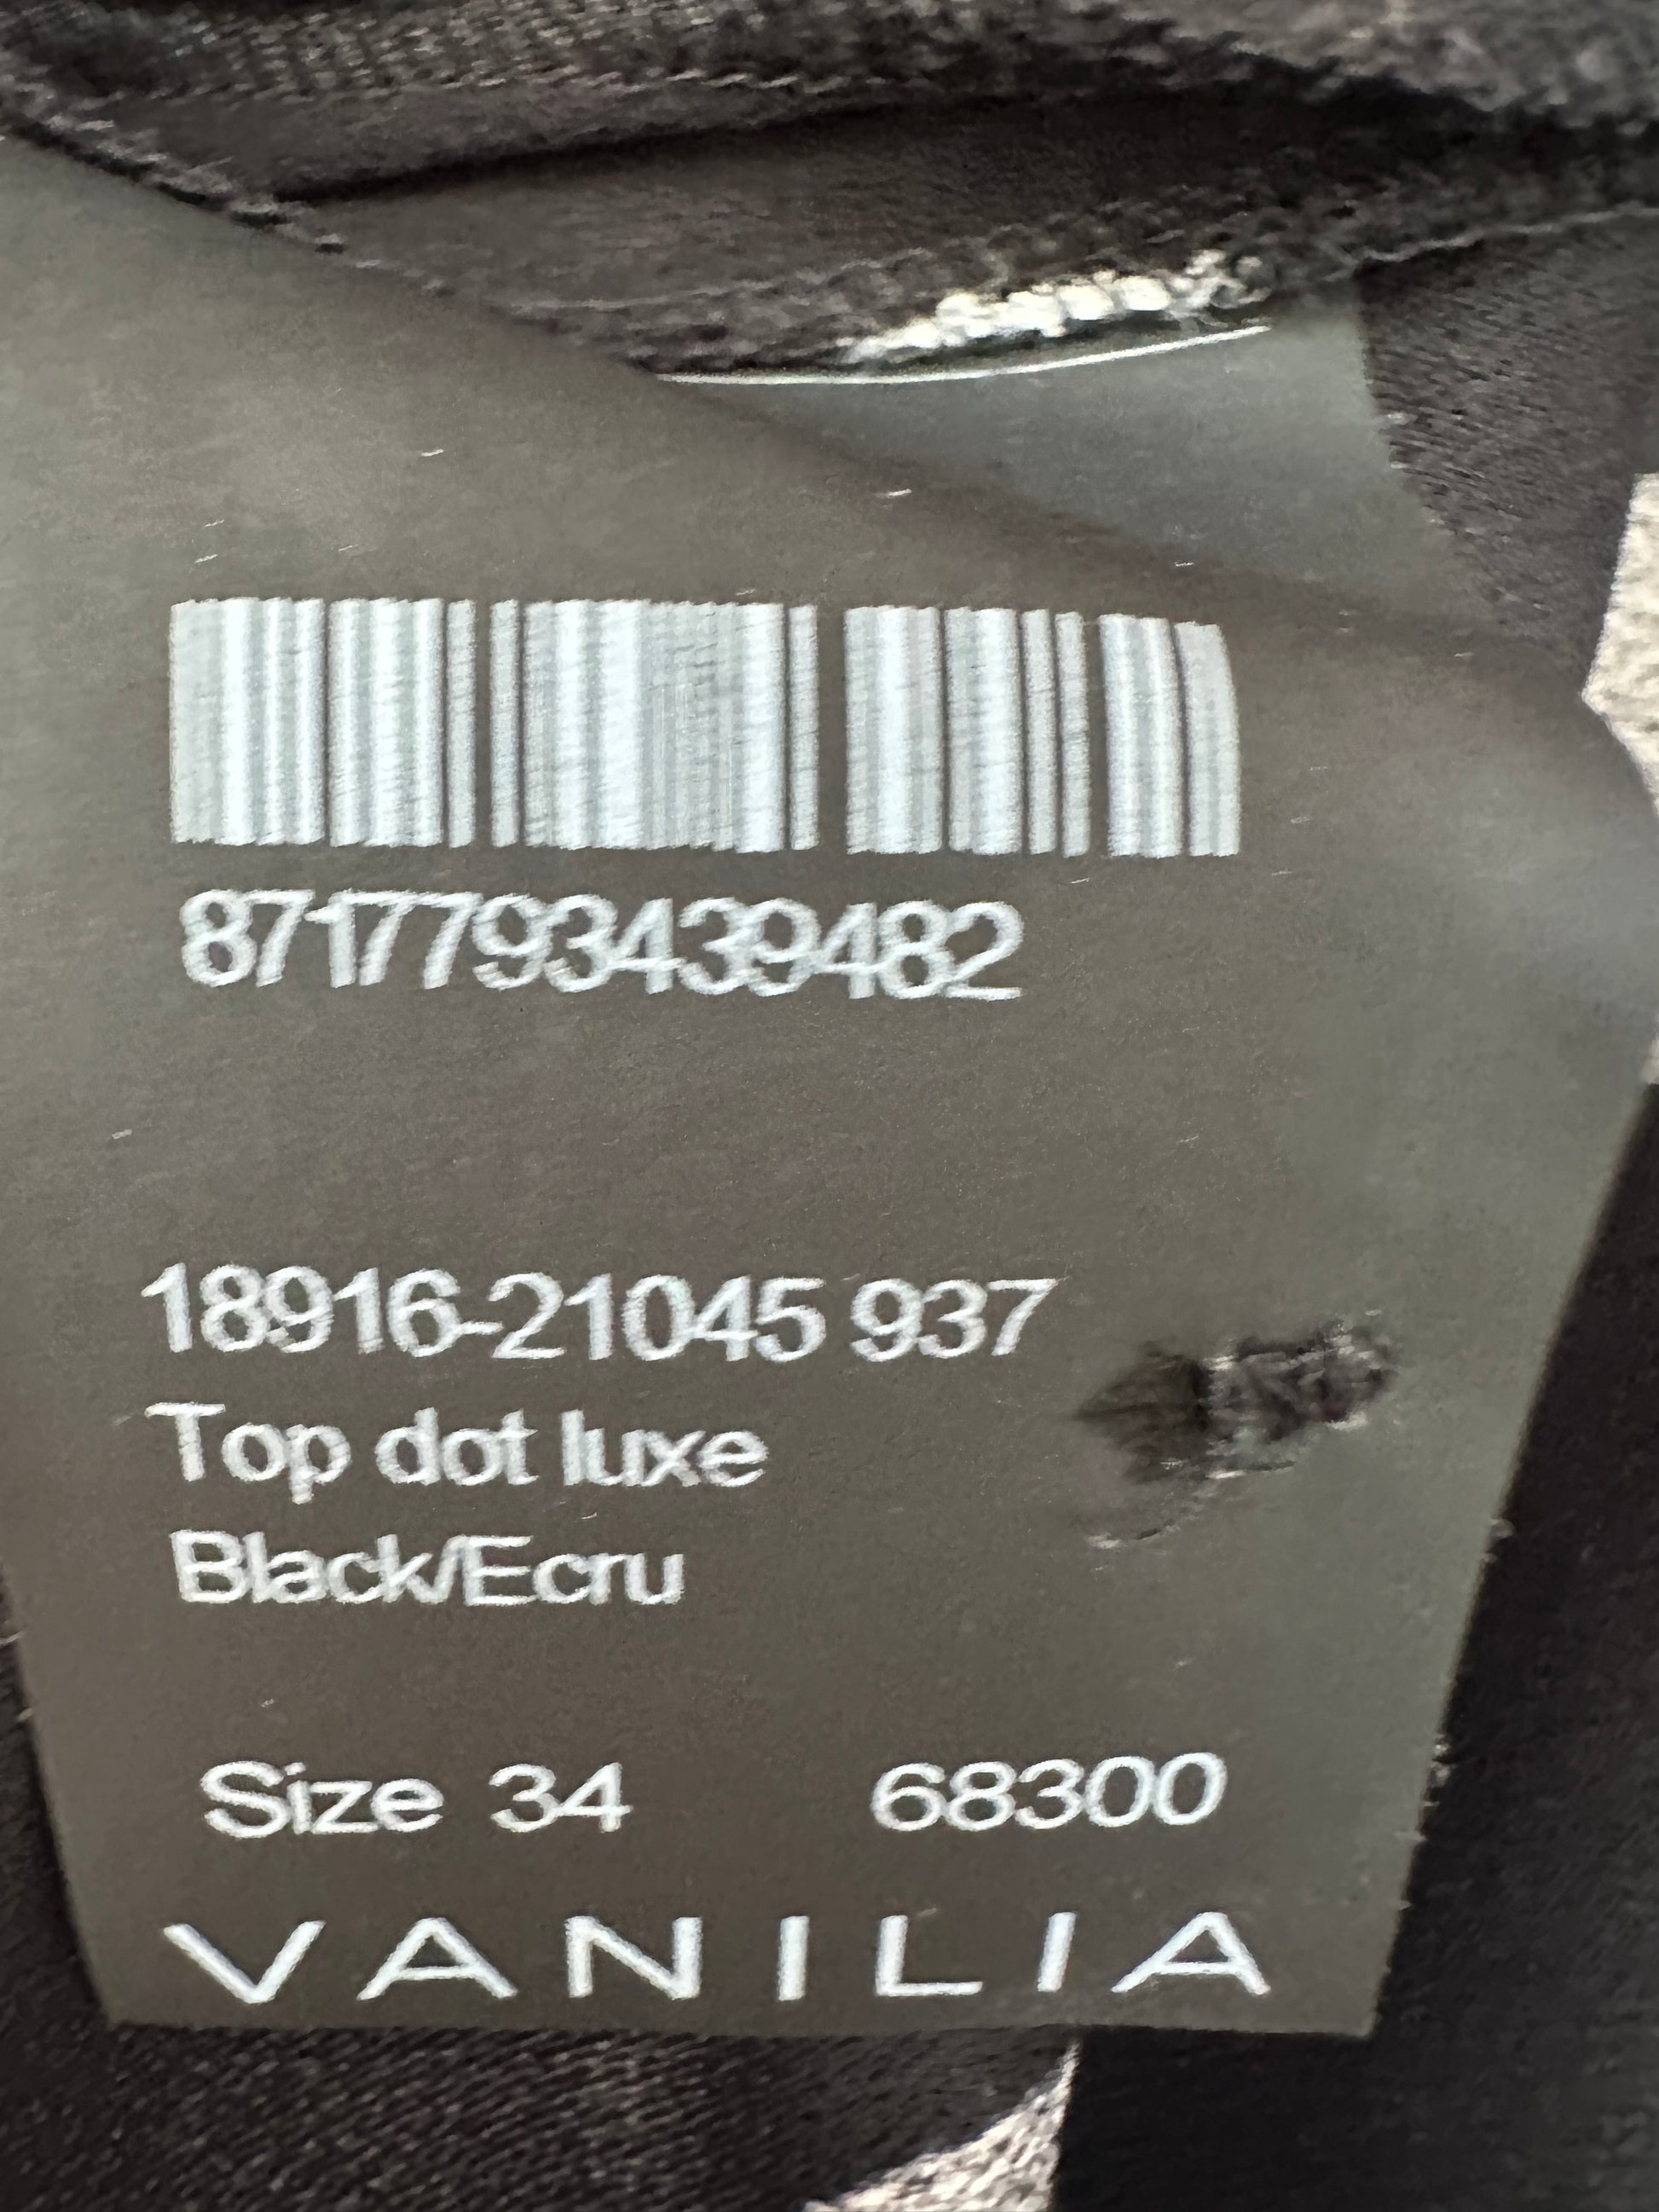 8717793439482
18916-21045 937
Top dot luxe
Black/Ecru
Size 34 68300
VANILIA